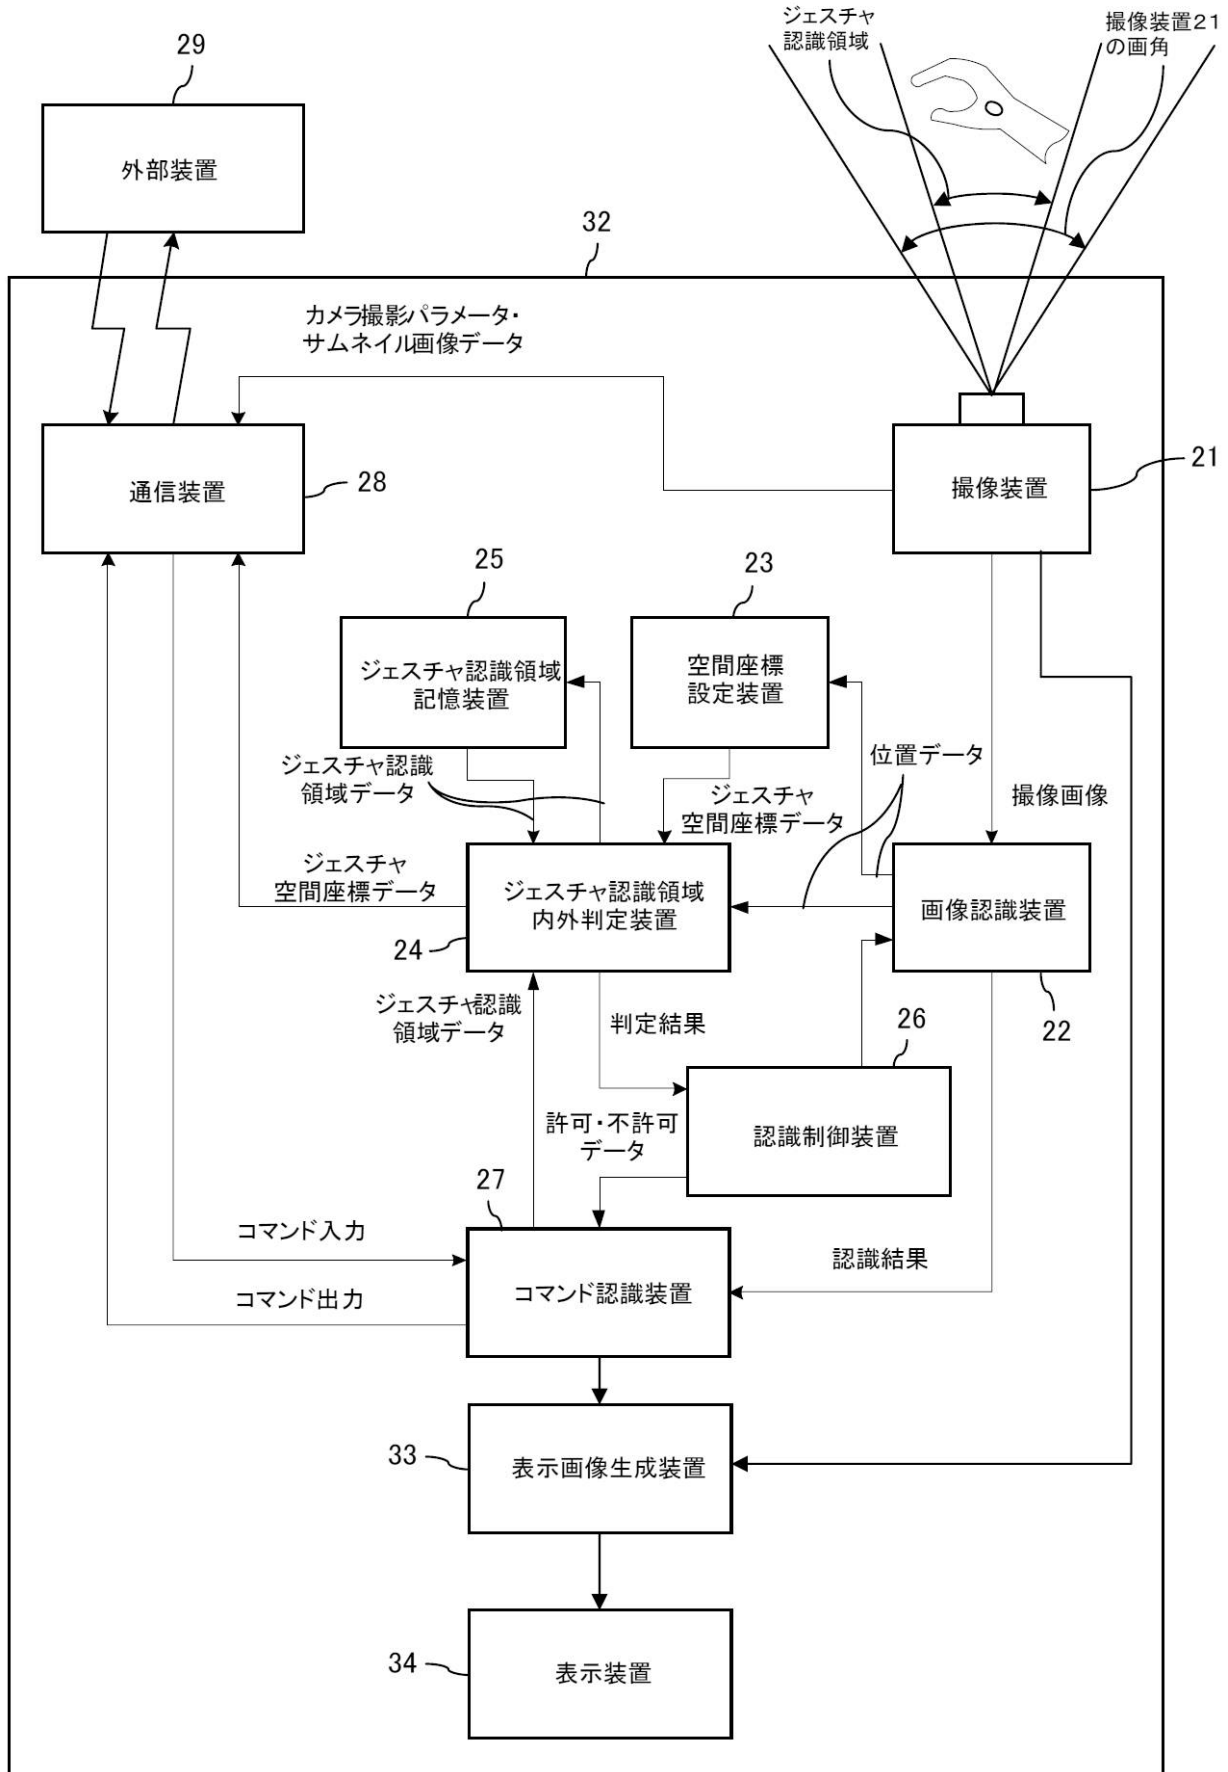 ジェスチャ
認識領域
撮像装置21
の画角
29
外部装置
32
カメラ撮影パラメータ・
サムネイル画像データ
通信装置
28
撮像装置
21
25
23
ジェスチャ認識領域
記憶装置
空間座標
設定装置
ジェスチャ認識
領域データ
位置データ
ジェスチャ
空間座標データ
撮像画像
ジェスチャ
空間座標データ
ジェスチャ認識領域
内外判定装置
画像認識装置
24
ジェスチャ認識
領域データ
判定結果
26
22
許可・不許可
データ
認識制御装置
27
コマンド入力
認識結果
コマンド出力
コマンド認識装置
33
表示画像生成装置
34
表示装置